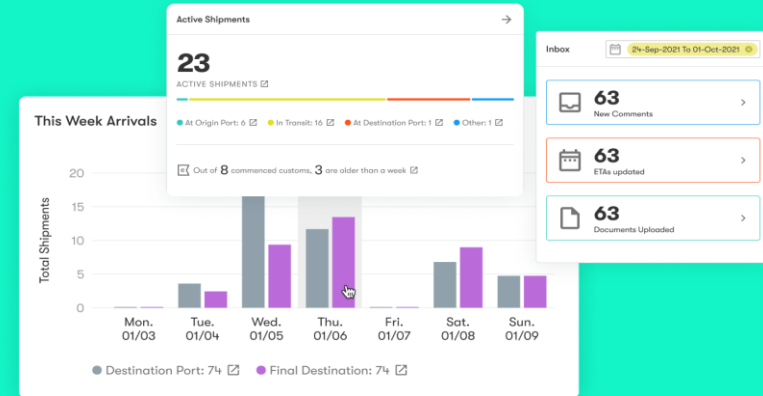 Active Shipments
23
ACTIVE SHIPMENTS
At Origin Port: 6 In Transit: 16 At Destination Port: 1 Other: 1
Out of 8 commenced customs, 3 are older than a week
Inbox 24-Sep-2021 To 01-Oct-2021
63
New Comments
63
ETAs updated
63
Documents Uploaded
This Week Arrivals
Total Shipments
20
15
10
5
0
Mon. Tue. Wed. Thu. Fri. Sat. Sun.
01/03 01/04 01/05 01/06 01/07 01/08 01/09
Destination Port: 74 Final Destination: 74